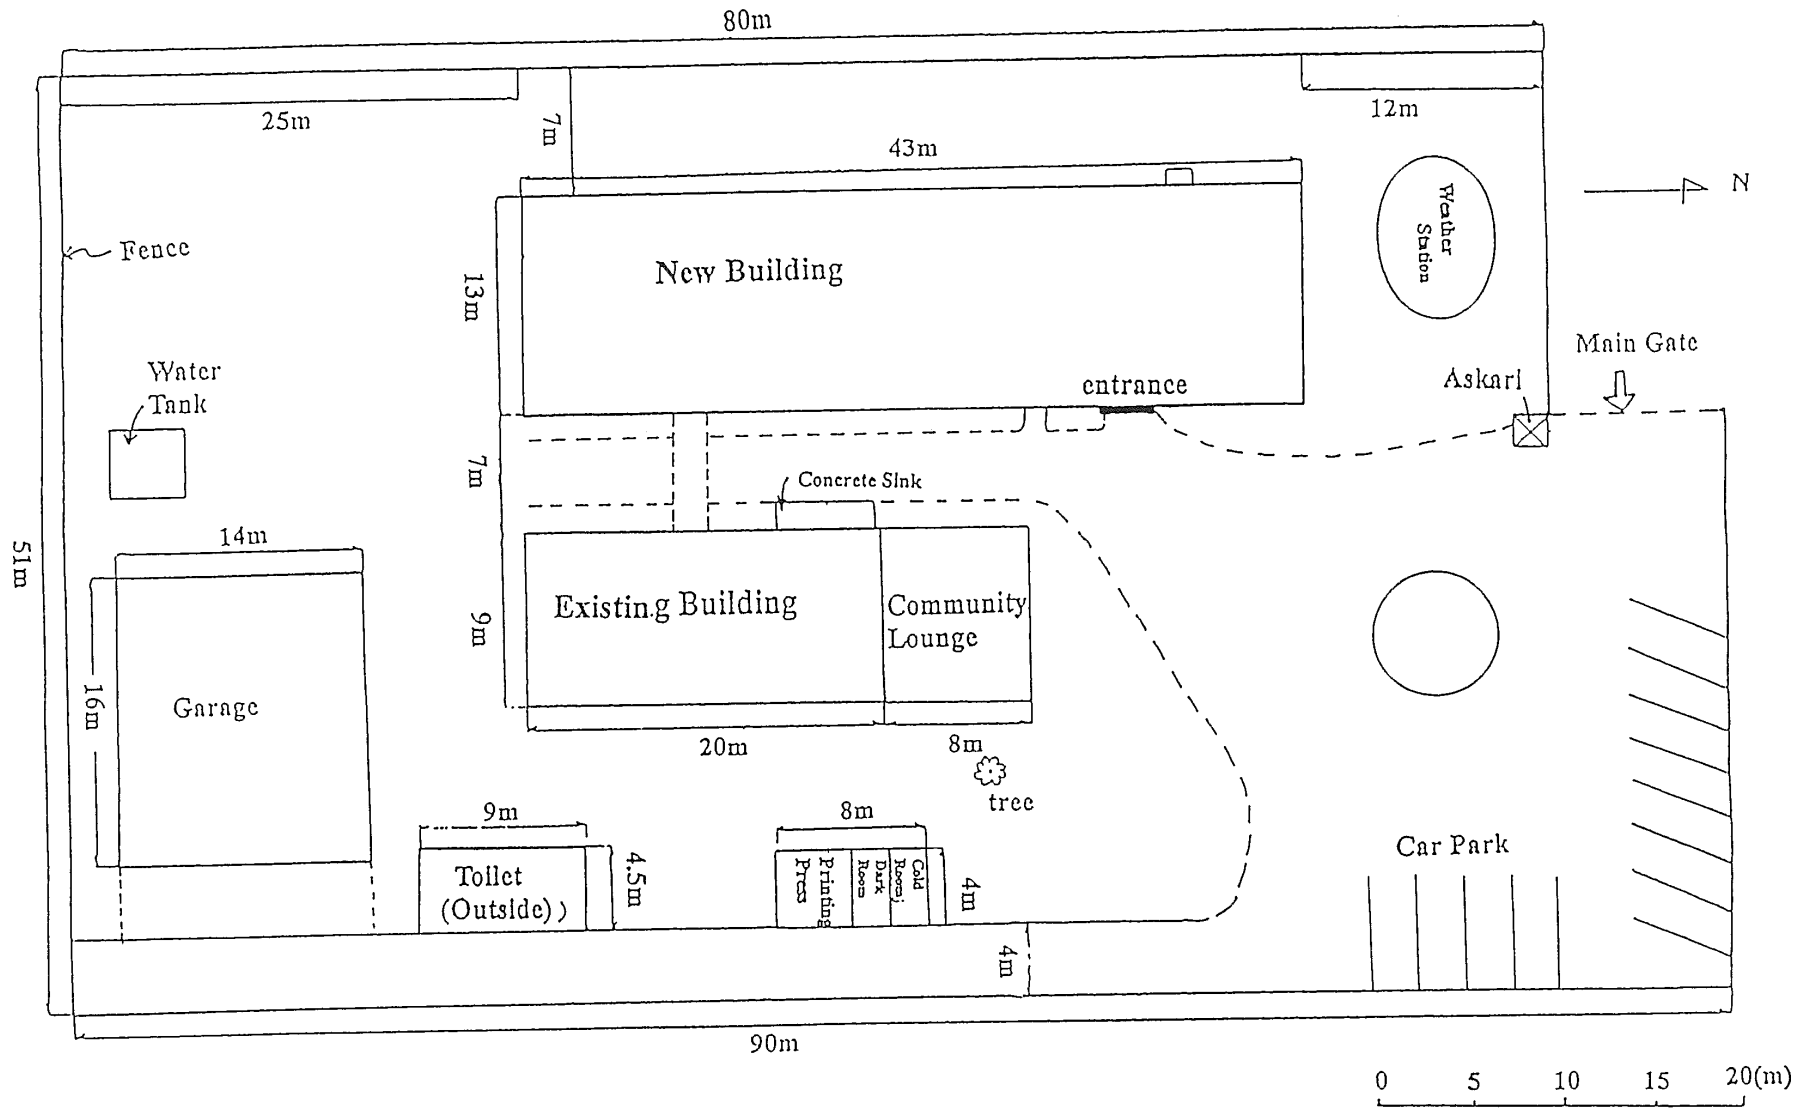 80m
25m
7m
12m
43m
N
Weather
Station
Fence
New Building
13m
Main Gate
Askari
entrance
Water
Tank
7m
Concrete Sink
14m
51m
Existing Building
Community
Lounge
9m
16m
Garage
20m
8m
tree
9m
8m
Toilet
(Outside))
4.5m
Printing
Press
Dark
Room
Cold
Room;
4m
Car Park
4m
90m
0 5 10 15 20(m)